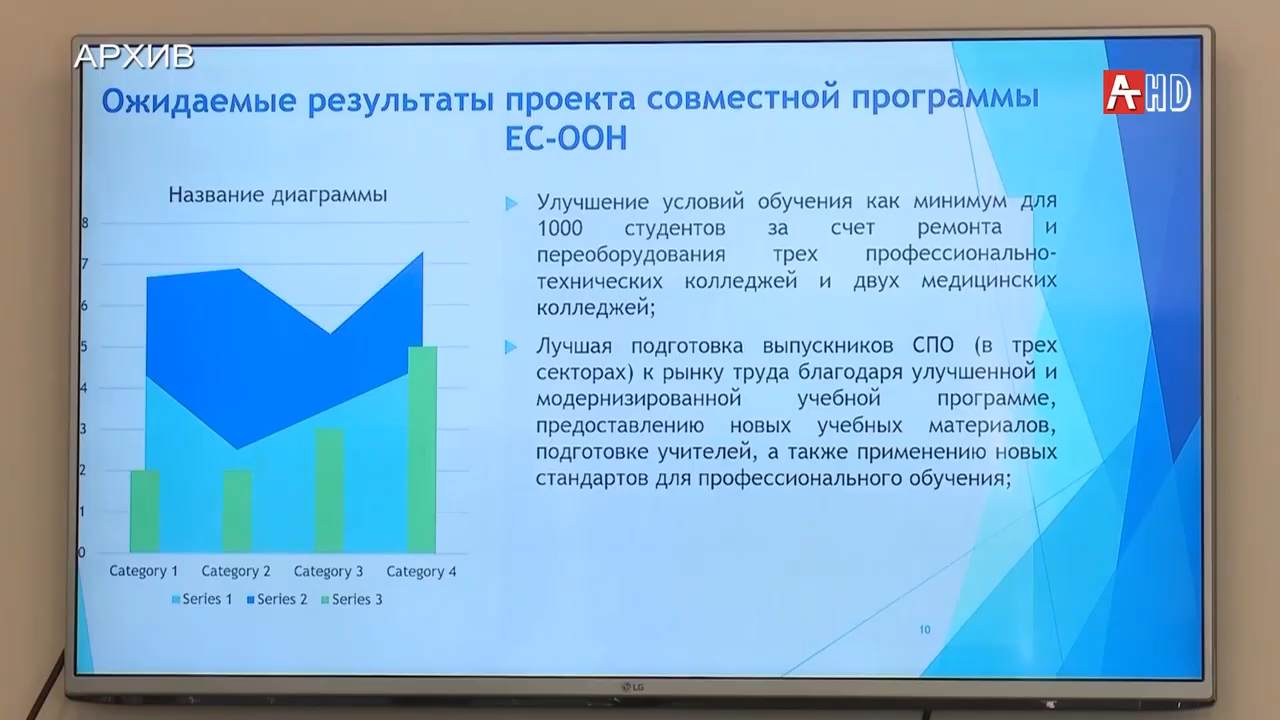 АРХИВ
A HD
Ожидаемые результаты проекта совместной программы
ЕС-ООН
Название диаграммы
8
7
6
5
4
3
2
1
0
Category 1 Category 2 Category 3 Category 4
Series 1 Series 2 Series 3
Улучшение условий обучения как минимум для
1000 студентов за счет ремонта и
переоборудования трех профессионально-
технических колледжей и двух медицинских
колледжей;
Лучшая подготовка выпускников СПО (в трех
секторах) к рынку труда благодаря улучшенной и
модернизированной учебной программе,
предоставлению новых учебных материалов,
подготовке учителей, а также применению новых
стандартов для профессионального обучения;
10
LG